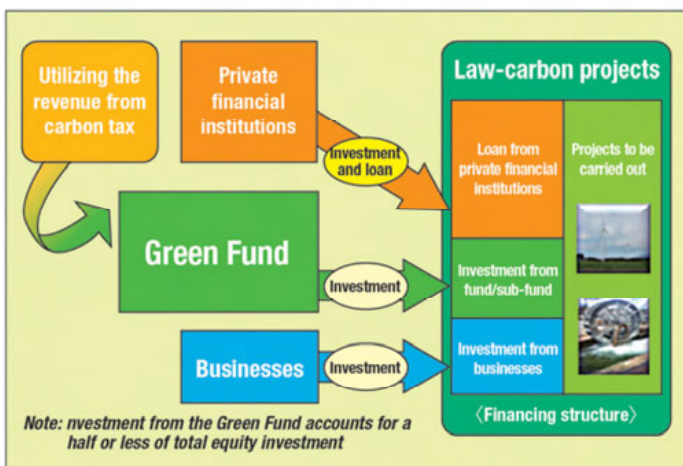 Utilizing the
revenue from
carbon tax
Private
financial
institutions
Investment
and loan
Green Fund
Investment
Businesses
Investment
Law-carbon projects
Loan from
private financial
institutions
Projects to be
carried out
Investment from
fund/sub-fund
Investment from
businesses
〈Financing structure〉
Note: nvestment from the Green Fund accounts for a
half or less of total equity investment